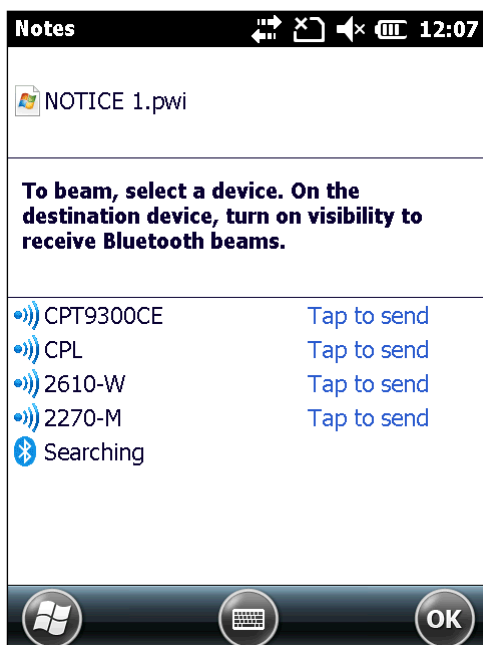 Notes 12:07
NOTICE 1.pwi
To beam, select a device. On the
destination device, turn on visibility to
receive Bluetooth beams.
CPT9300CE Tap to send
CPL Tap to send
2610-W Tap to send
2270-M Tap to send
Searching
OK